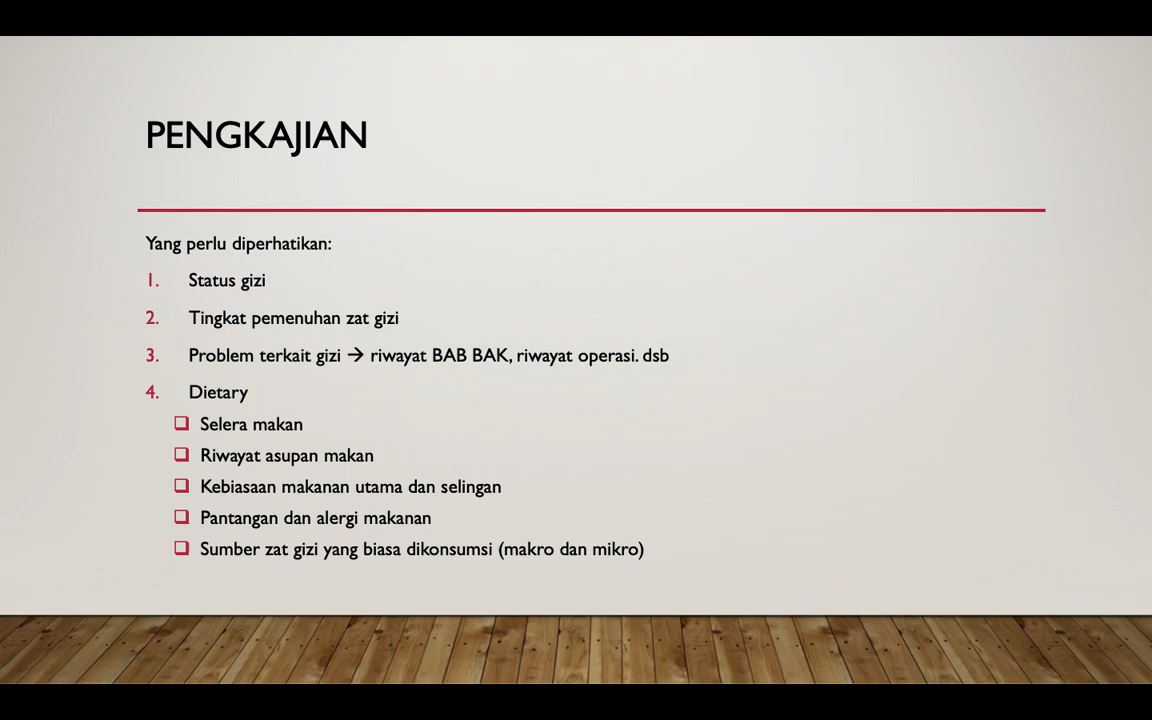 PENGKAJIAN
Yang perlu diperhatikan:
1. Status gizi
2. Tingkat pemenuhan zat gizi
3. Problem terkait gizi → riwayat BAB BAK, riwayat operasi. dsb
4. Dietary
❑ Selera makan
❑ Riwayat asupan makan
❑ Kebiasaan makanan utama dan selingan
❑ Pantangan dan alergi makanan
❑ Sumber zat gizi yang biasa dikonsumsi (makro dan mikro)